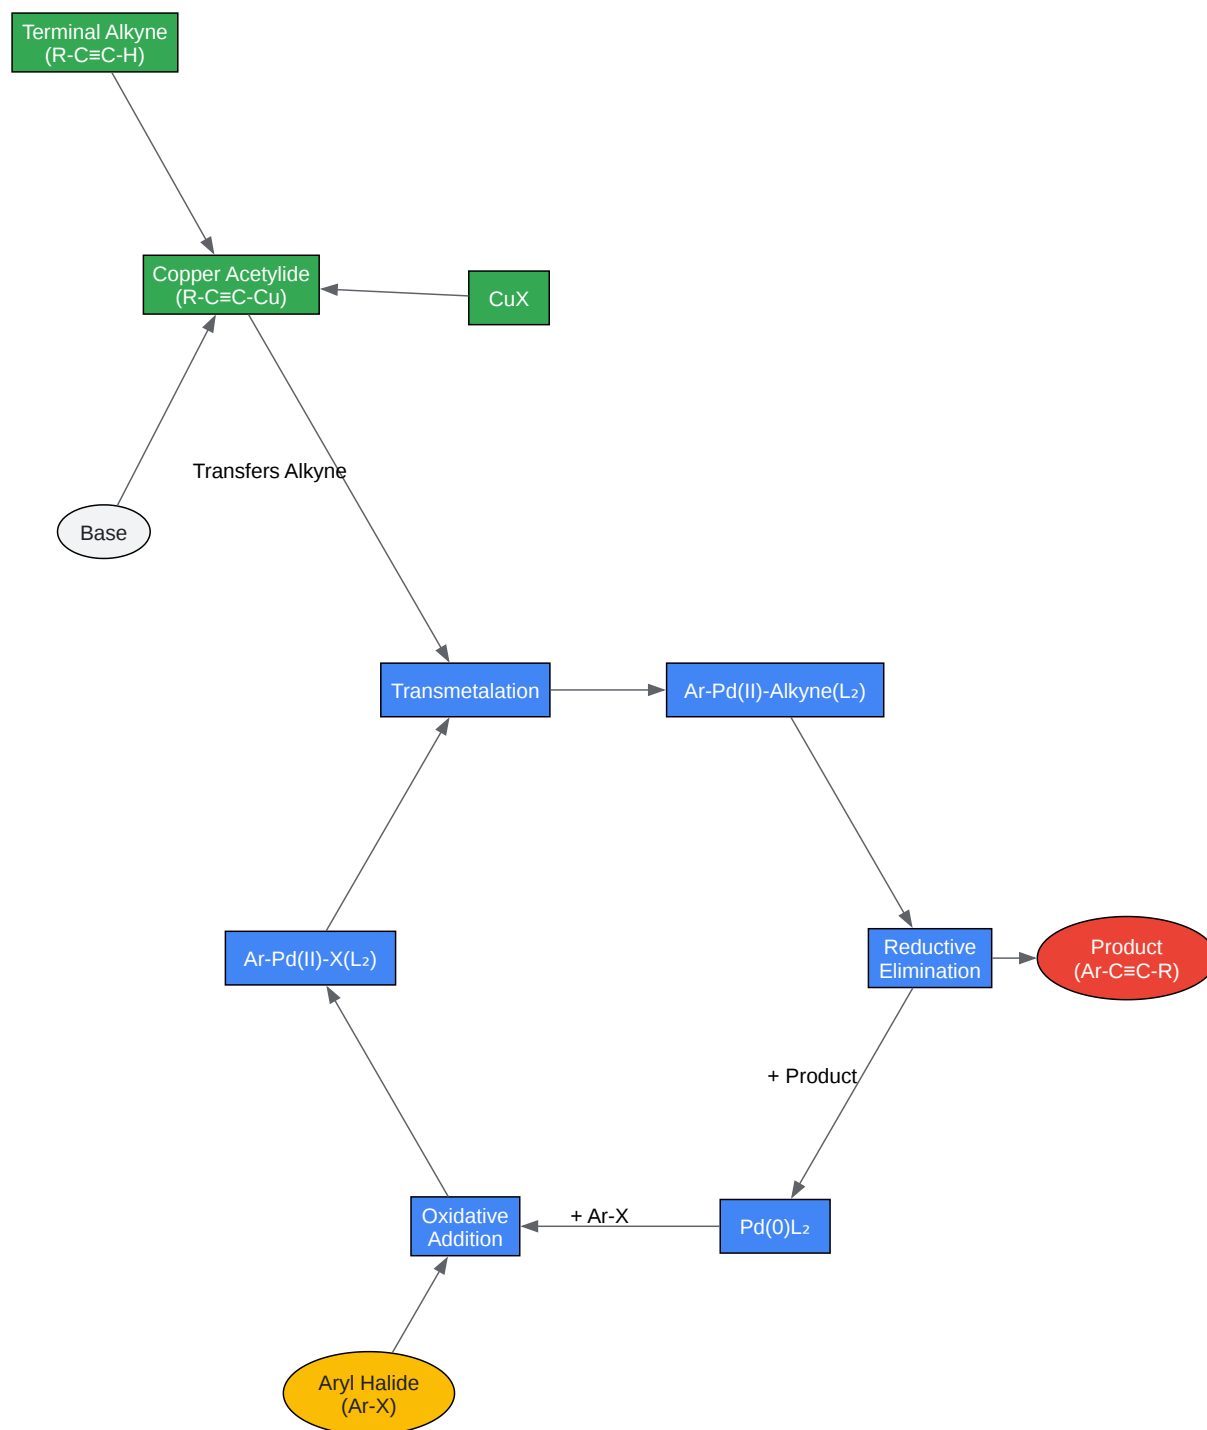 Terminal Alkyne
(R-C≡C-H)
Copper Acetylide
(R-C≡C-Cu)
CuX
Transfers Alkyne
Base
Transmetalation
Ar-Pd(II)-Alkyne(L₂)
Ar-Pd(II)-X(L₂)
Reductive
Elimination
Product
(Ar-C≡C-R)
+ Product
Oxidative
Addition
+ Ar-X
Pd(0)L₂
Aryl Halide
(Ar-X)